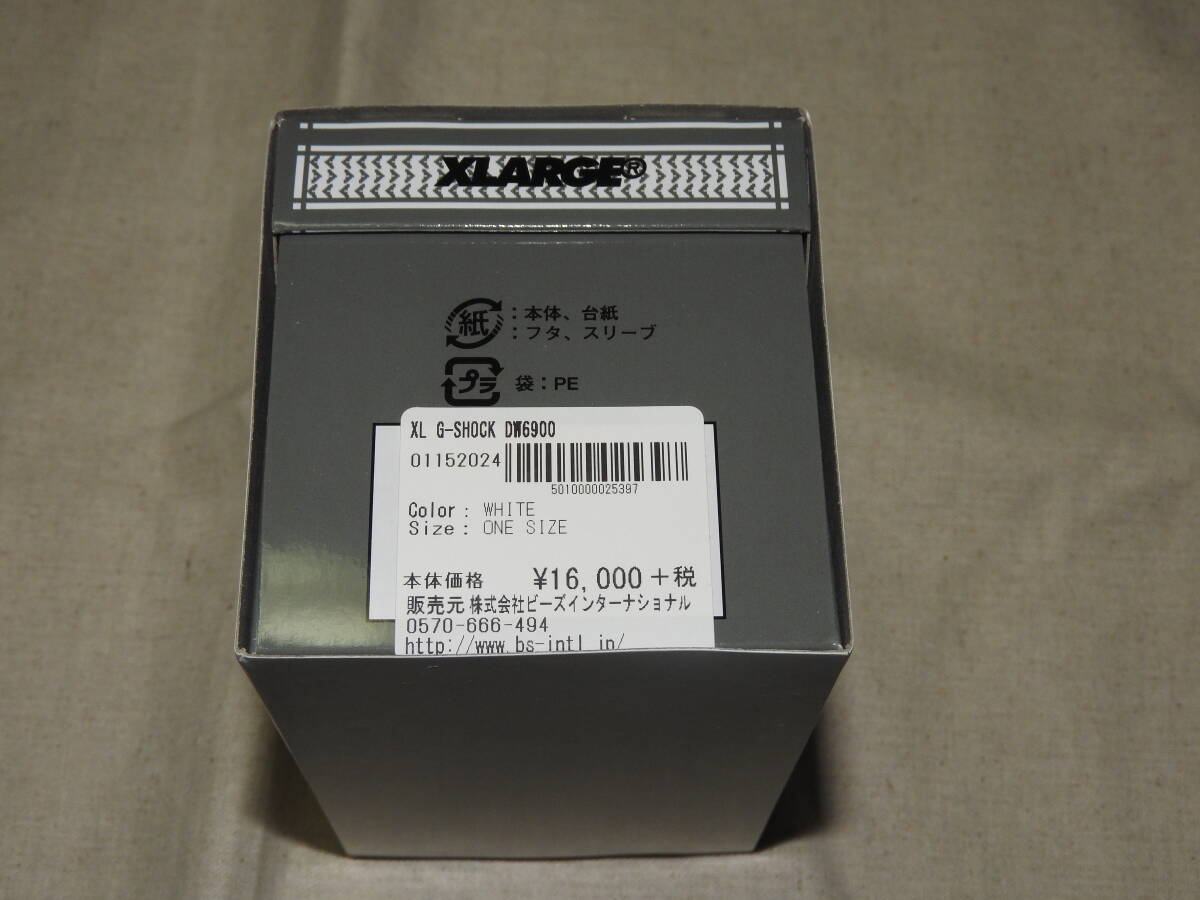 XLARGE®
紙 :本体、台紙
:フタ、スリーブ
プラ 袋:PE
XL G-SHOCK DW6900
01152024
5010000025397
Color: WHITE
Size: ONE SIZE
本体価格 ¥16,000+税
販売元 株式会社ビーズインターナショナル
0570-666-494
http://www.bs-intl.jp/